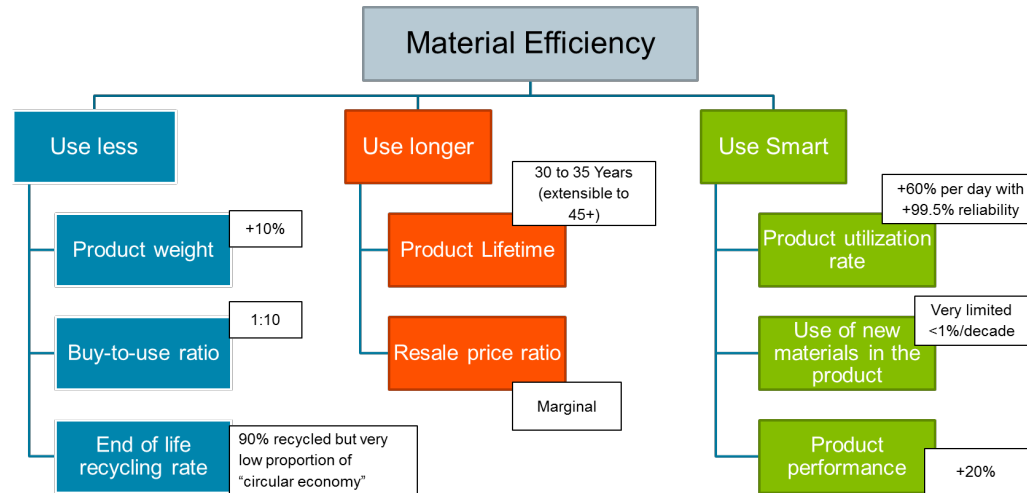 Material Efficiency
Use less
Use longer
Use Smart
Product weight
+10%
Buy-to-use ratio
1:10
End of life
recycling rate
90% recycled but very
low proportion of
“circular economy”
30 to 35 Years
(extensible to
45+)
Product Lifetime
Resale price ratio
Marginal
+60% per day with
+99.5% reliability
Product utilization
rate
Very limited
<1%/decade
Use of new
materials in the
product
Product
performance
+20%